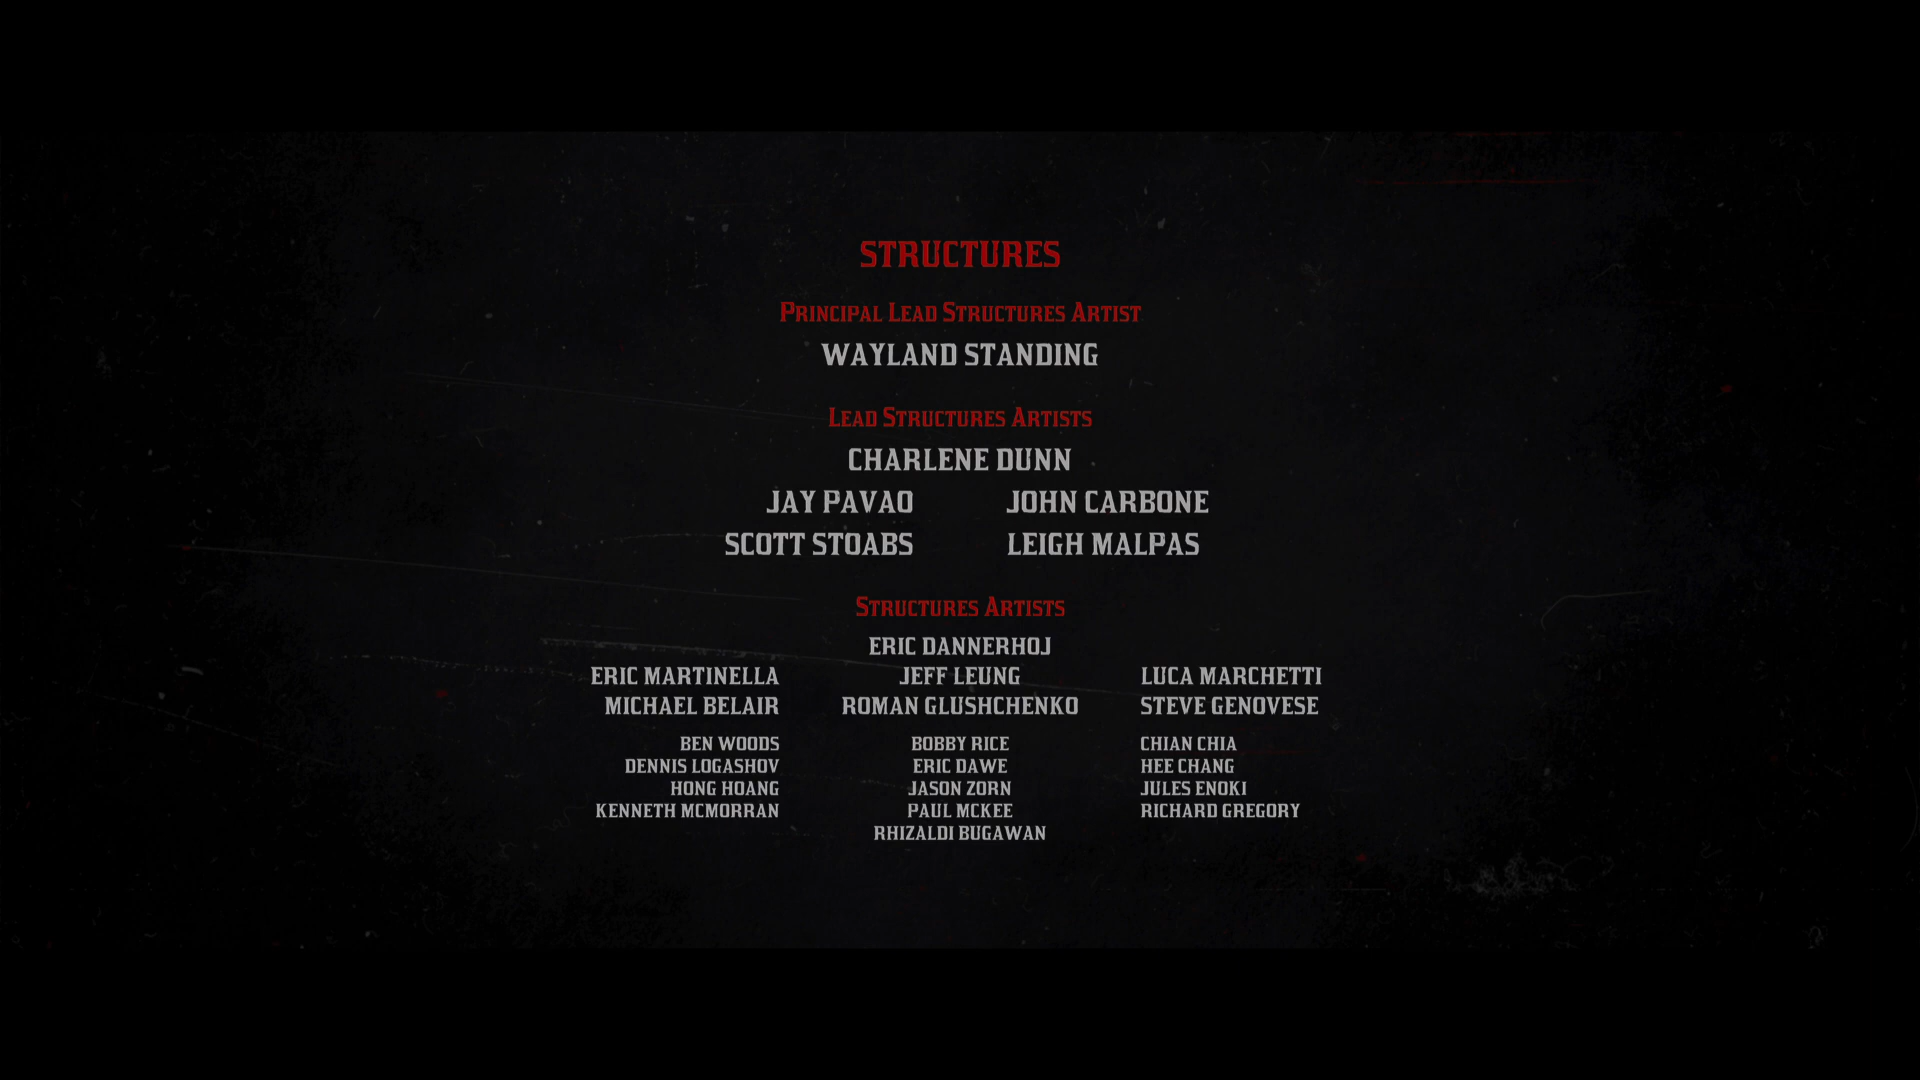 STRUCTURES
PRINCIPAL LEAD STRUCTURES ARTIST
WAYLAND STANDING
LEAD STRUCTURES ARTISTS
CHARLENE DUNN
JAY PAVAO JOHN CARBONE
SCOTT STOABS LEIGH MALPAS
STRUCTURES ARTISTS
ERIC DANNERHOJ
ERIC MARTINELLA JEFF LEUNG LUCA MARCHETTI
MICHAEL BELAIR ROMAN GLUSHCHENKO STEVE GENOVESE
BEN WOODS BOBBY RICE CHIAN CHIA
DENNIS LOGASHOV ERIC DAWE HEE CHANG
HONG HOANG JASON ZORN JULES ENOKI
KENNETH MCMORRAN PAUL MCKEE RICHARD GREGORY
RHIZALDI BUGAWAN